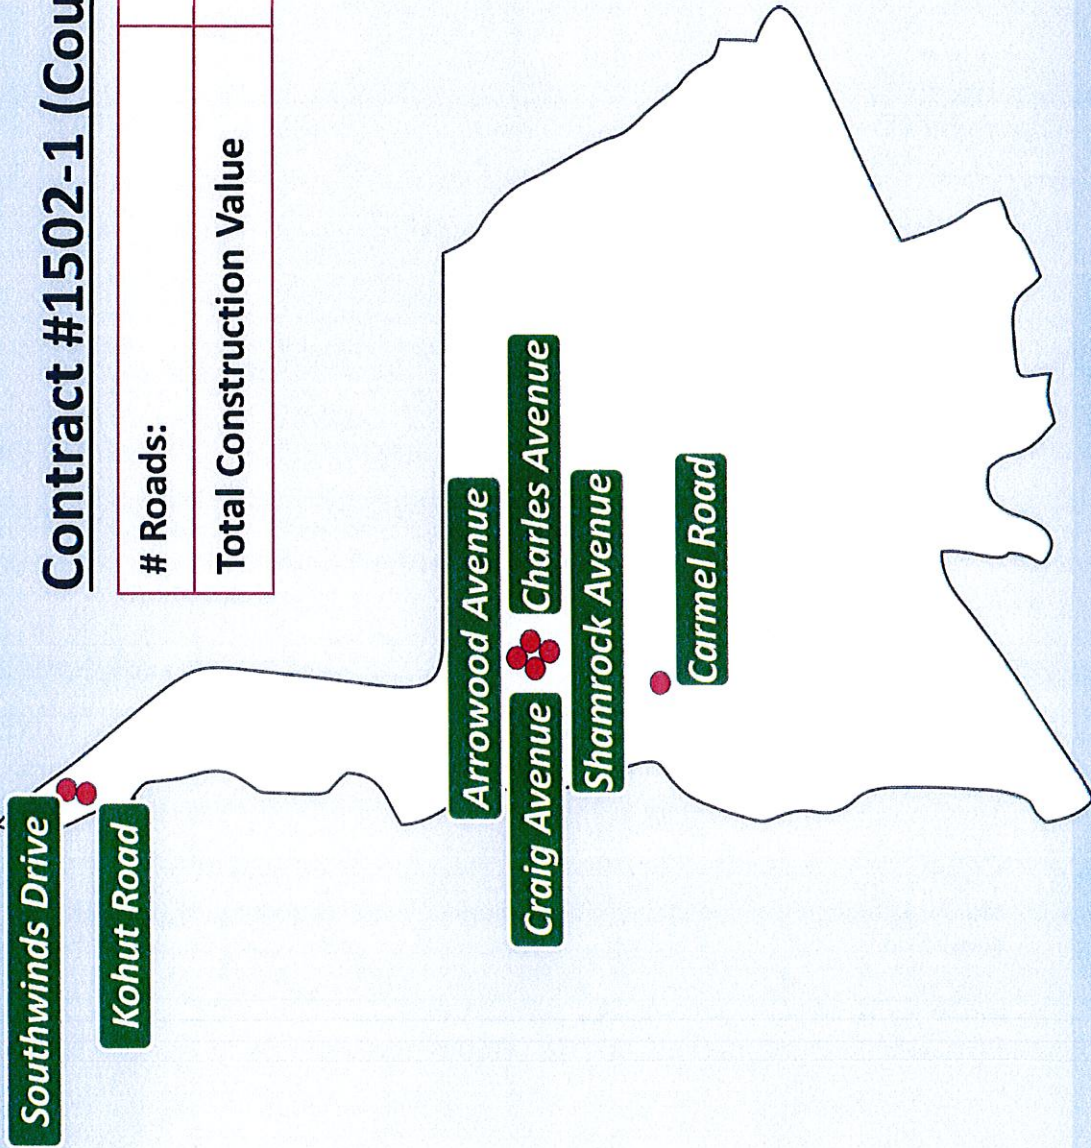 Contract #1502-1 (Cou
# Roads:
Total Construction Value
Southwinds Drive
Kohut Road
Arrowood Avenue
Craig Avenue
Charles Avenue
Shamrock Avenue
Carmel Road